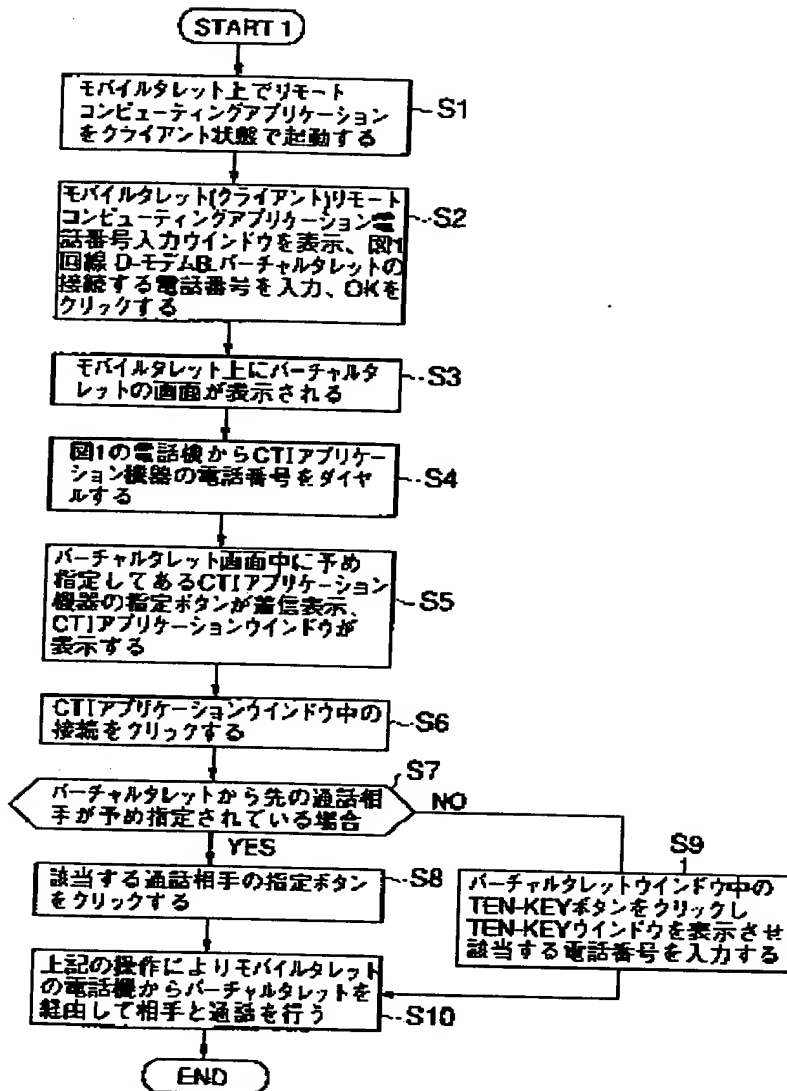 START 1
モバイルタレット上でリモート
コンピューティングアプリケーション
をクライアント状態で起動する
S1
モバイルタレット(クライアント)リモート
コンピューティングアプリケーション電
話番号入力ウインドウを表示、図1
回線 D-モデムB_バーチャルタレットの
接続する電話番号を入力、OKを
クリックする
S2
モバイルタレット上にバーチャルタ
レットの画面が表示される
S3
図1の電話機からCTIアプリケー
ション機器の電話番号をダイヤ
ルする
S4
バーチャルタレット画面中に予め
指定してあるCTIアプリケーション
機器の指定ボタンが着信表示、
CTIアプリケーションウインドウが
表示する
S5
CTIアプリケーションウインドウ中の
接続をクリックする
S6
S7
バーチャルタレットから先の通話相
手が予め指定されている場合
NO
YES
該当する通話相手の指定ボタン
をクリックする
S8
S9
バーチャルタレットウインドウ中の
TEN-KEYボタンをクリックし
TEN-KEYウインドウを表示させ
該当する電話番号を入力する
上記の操作によりモバイルタレット
の電話機からバーチャルタレットを
経由して相手と通話を行う
S10
END